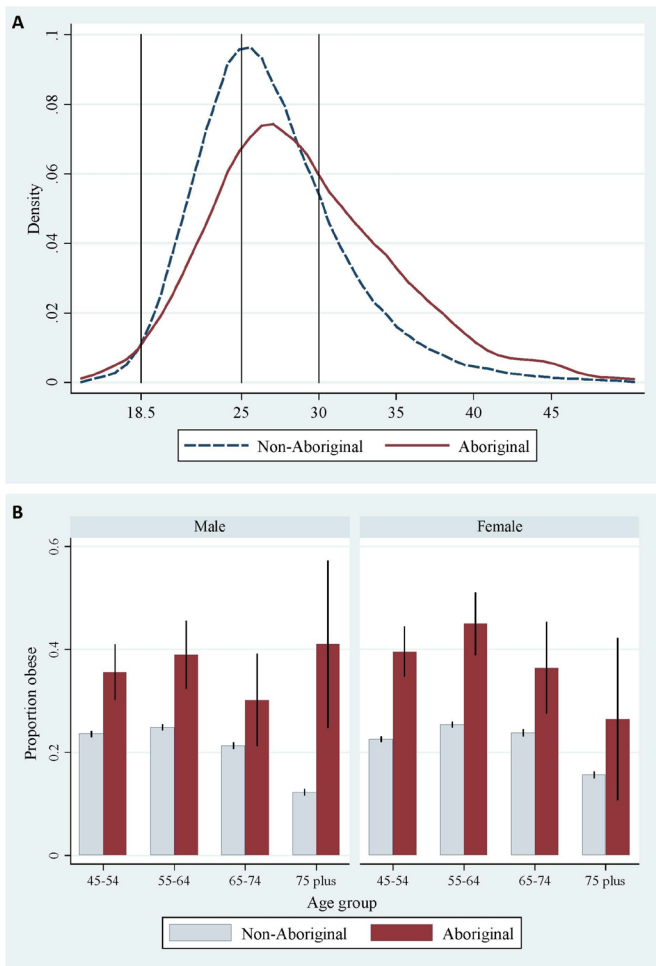 A
.1
.08
.06
.04
.02
0
Density
18.5 25 30 35 40 45
Non-Aboriginal Aboriginal
B
Male Female
0.6
0.4
0.2
0
Proportion obese
45-54 55-64 65-74 75 plus 45-54 55-64 65-74 75 plus
Age group
Non-Aboriginal Aboriginal